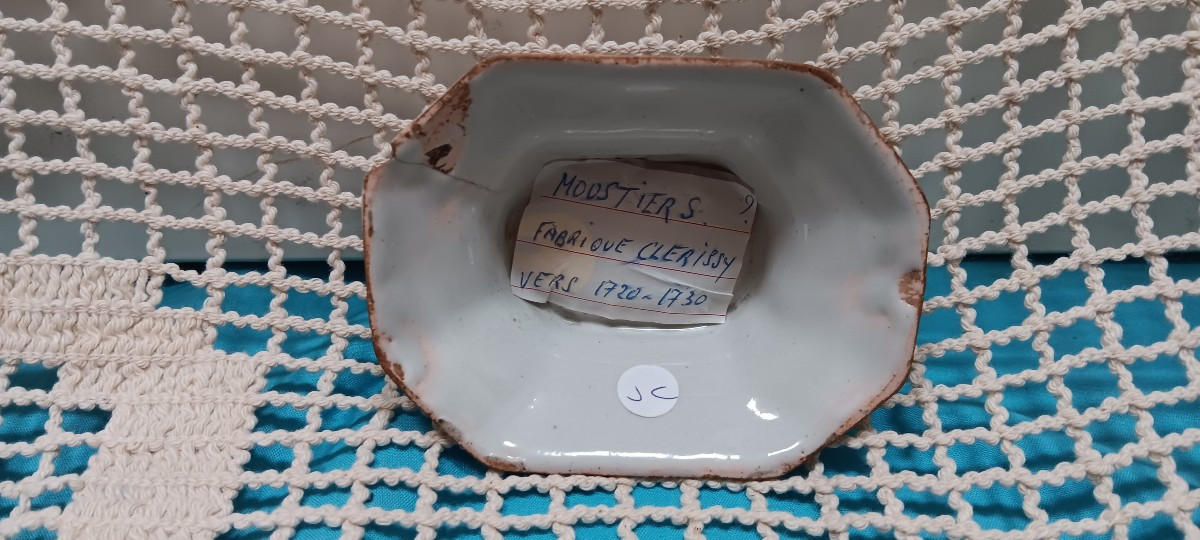 MOUSTiERS. 9
FABRiQUE CLERiSSY
VERS 1720-1730
JC